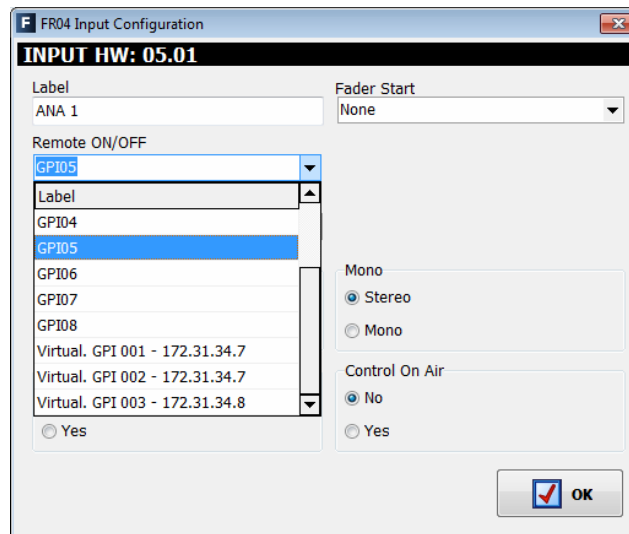 F FR04 Input Configuration
INPUT HW: 05.01
Label
ANA 1
Fader Start
None
Remote ON/OFF
GPI05
Label
GPI04
GPI05
GPI06
GPI07
GPI08
Virtual. GPI 001 - 172.31.34.7
Virtual. GPI 002 - 172.31.34.7
Virtual. GPI 003 - 172.31.34.8
Yes
Mono
Stereo
Mono
Control On Air
No
Yes
OK